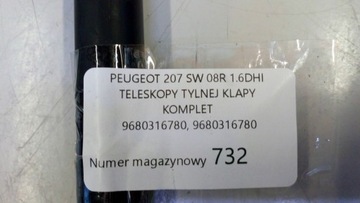 PEUGEOT 207 SW 08R 1.6DHI
TELESKOPY TYLNEJ KLAPY
KOMPLET
9680316780, 9680316780
Numer magazynowy 732